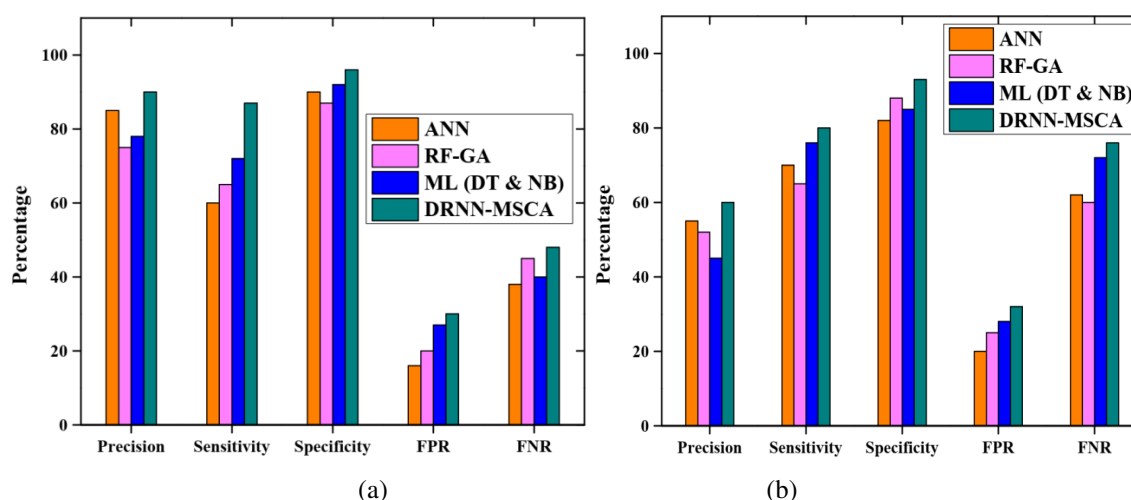 100
80
60
40
20
0
Percentage
ANN
RF-GA
ML (DT & NB)
DRNN-MSCA
Precision Sensitivity Specificity FPR FNR
(a)
100
80
60
40
20
0
Percentage
ANN
RF-GA
ML (DT & NB)
DRNN-MSCA
Precision Sensitivity Specificity FPR FNR
(b)